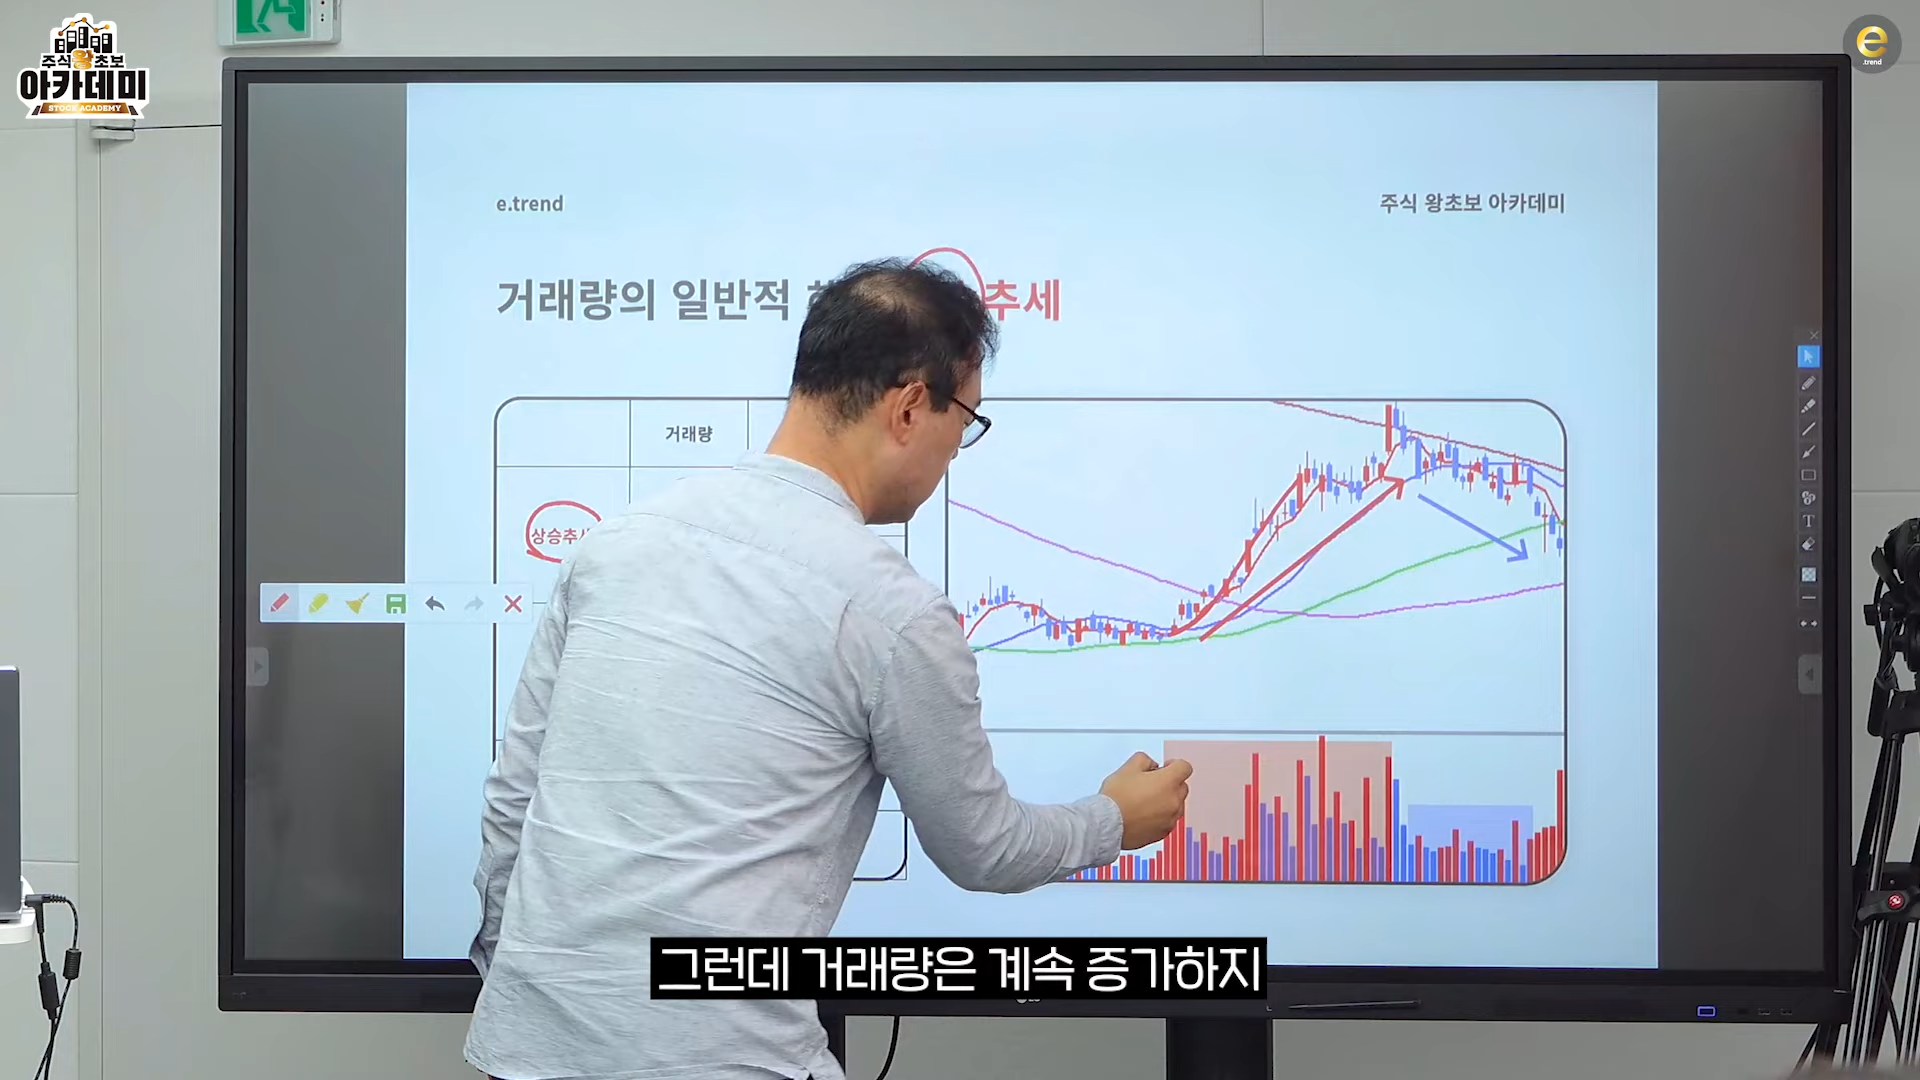 주식왕초보
아카데미
STOCK ACADEMY
e
.trend
e.trend
주식 왕초보 아카데미
거래량의 일반적
추세
거래량
상승추세
T
그런데 거래량은 계속 증가하지